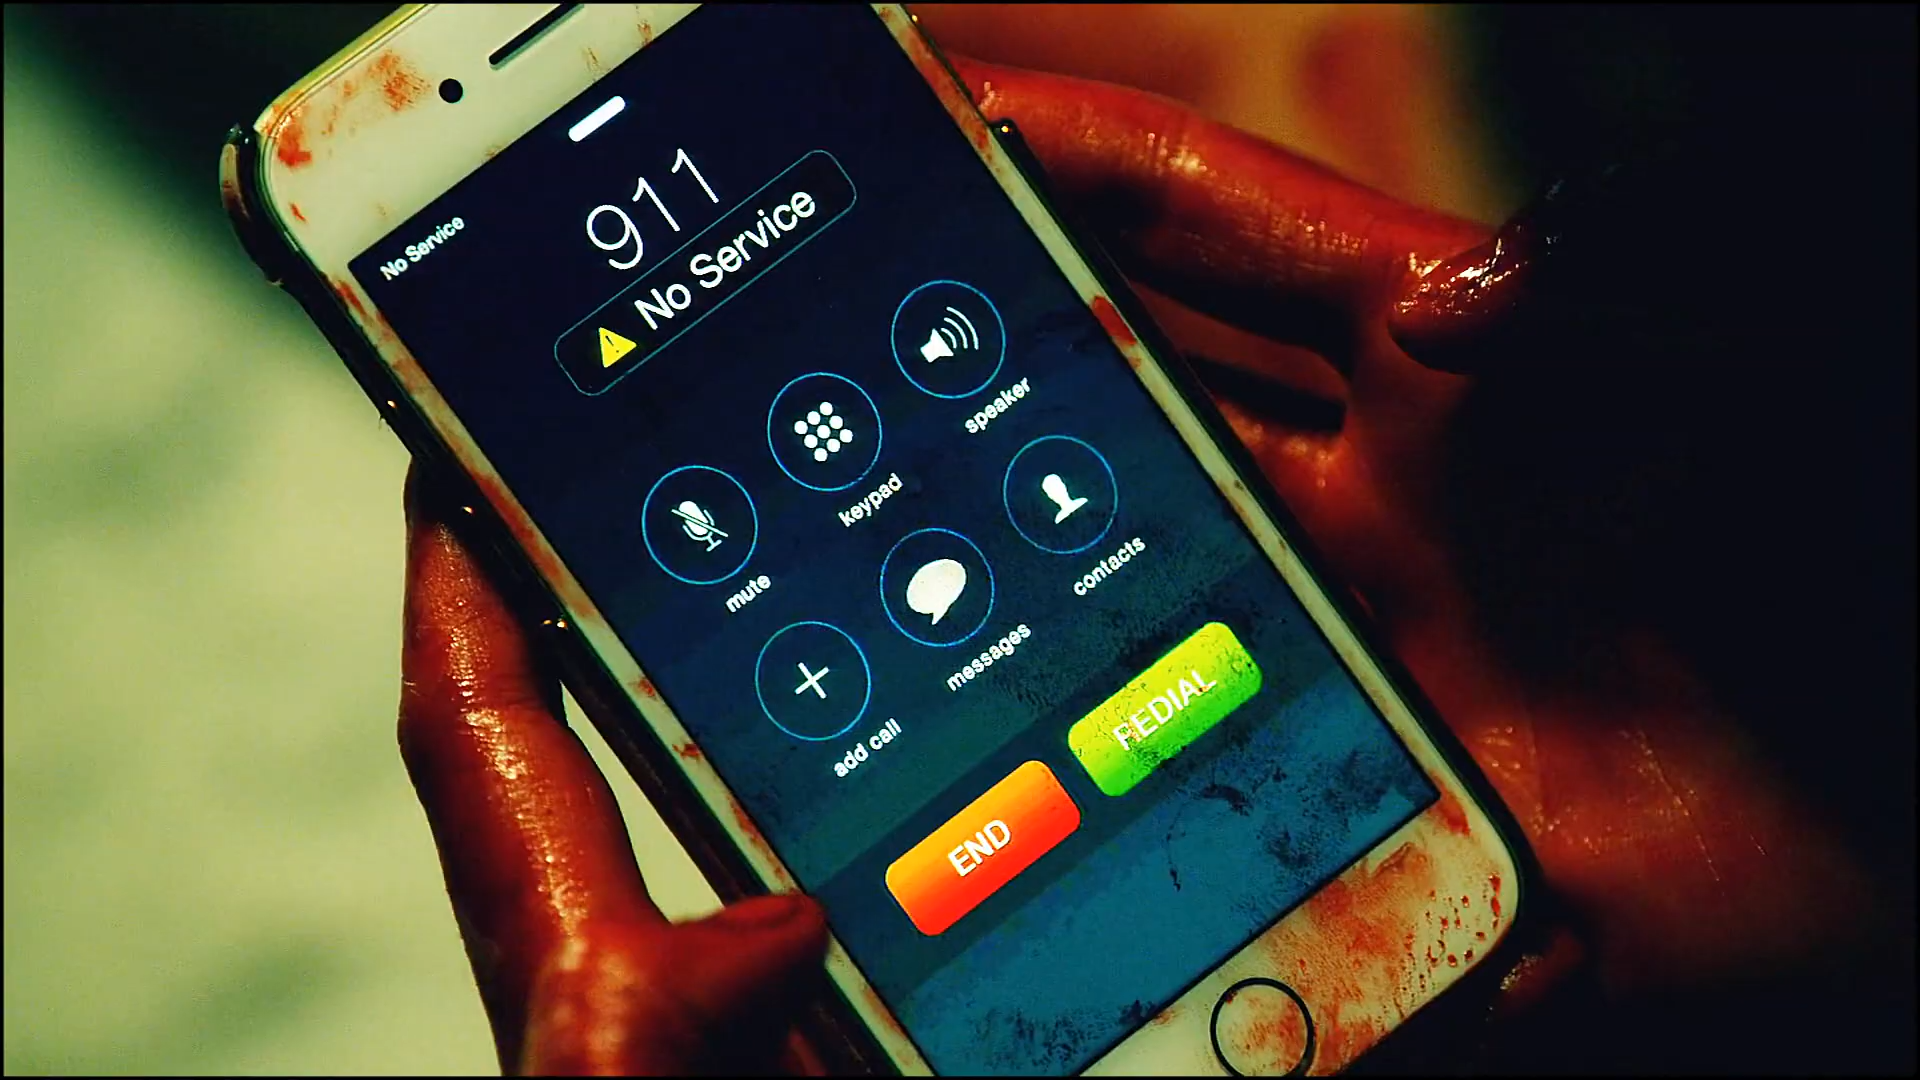 No Service
911
No Service
mute
keypad
speaker
add call
messages
contacts
END
REDIAL